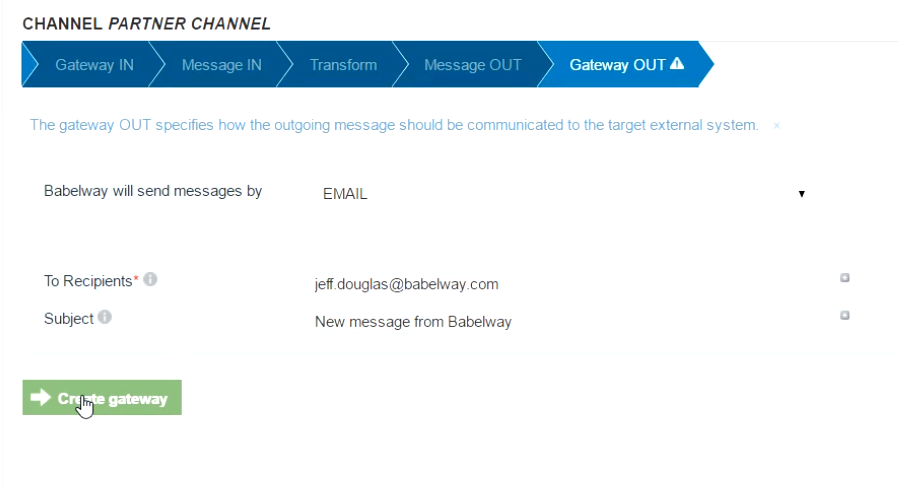 CHANNEL PARTNER CHANNEL
Gateway IN Message IN Transform Message OUT Gateway OUT
The gateway OUT specifies how the outgoing message should be communicated to the target external system. ×
Babelway will send messages by EMAIL
To Recipients* jeff.douglas@babelway.com
Subject New message from Babelway
Create gateway